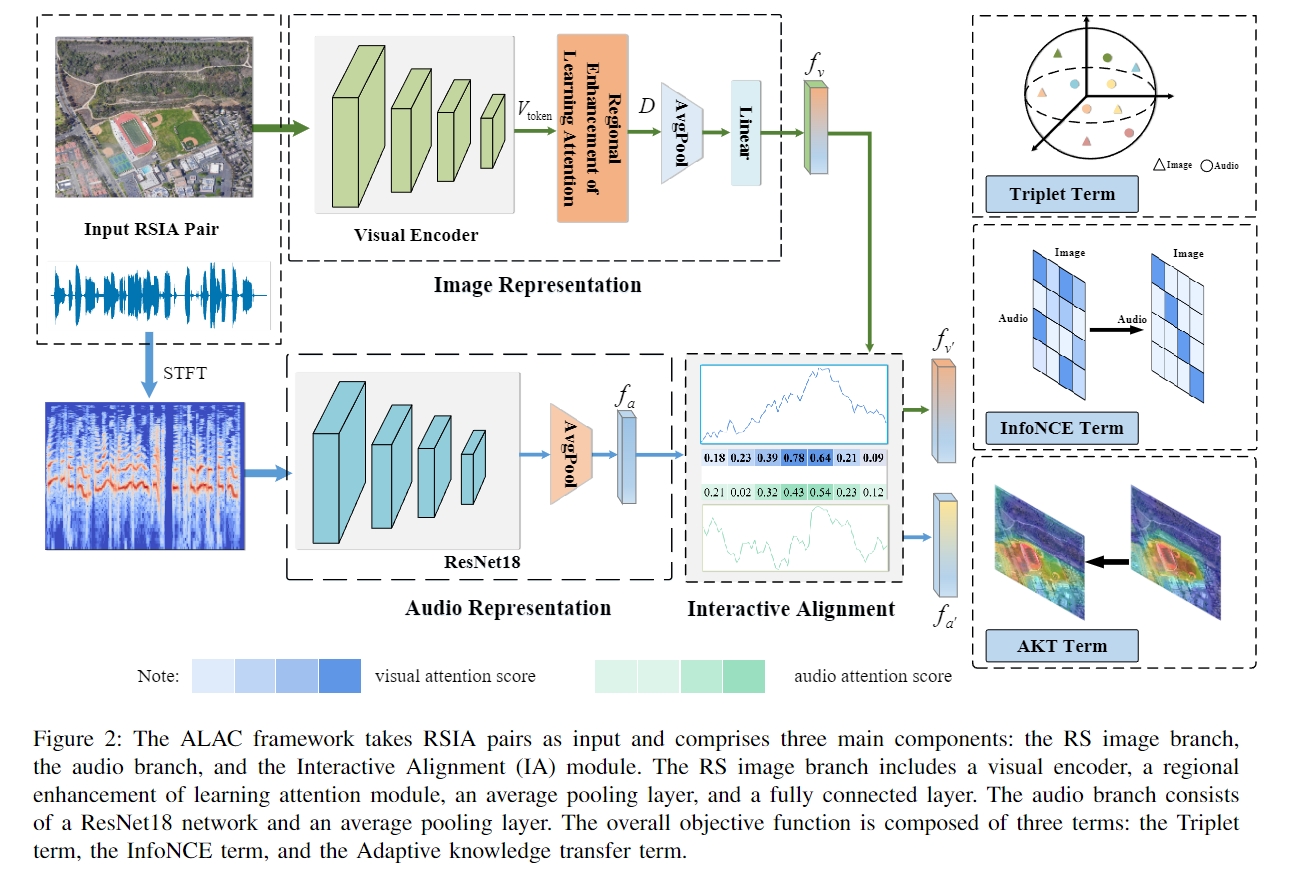 Input RSIA Pair
STFT
Visual Encoder
V_token
Regional
Enhancement of
Learning Attention
D
AvgPool
Linear
f_v
Image Representation
ResNet18
AvgPool
f_a
Audio Representation
0.18 0.23 0.39 0.78 0.64 0.21 0.09
0.21 0.02 0.32 0.43 0.54 0.23 0.12
Interactive Alignment
f_v'
f_a'
Image Audio
Triplet Term
Image
Audio
Image
Audio
InfoNCE Term
AKT Term
Note:
visual attention score
audio attention score
Figure 2: The ALAC framework takes RSIA pairs as input and comprises three main components: the RS image branch,
the audio branch, and the Interactive Alignment (IA) module. The RS image branch includes a visual encoder, a regional
enhancement of learning attention module, an average pooling layer, and a fully connected layer. The audio branch consists
of a ResNet18 network and an average pooling layer. The overall objective function is composed of three terms: the Triplet
term, the InfoNCE term, and the Adaptive knowledge transfer term.